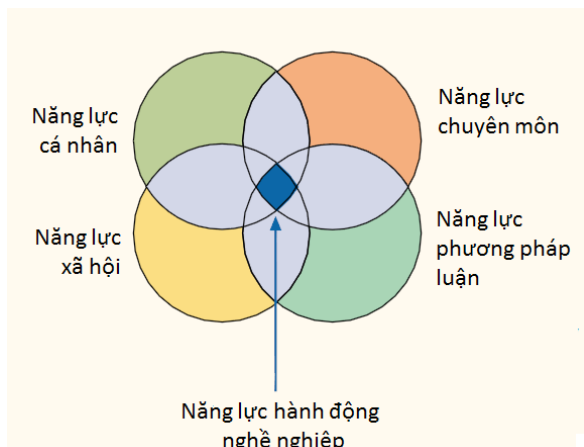 Năng lực
cá nhân
Năng lực
chuyên môn
Năng lực
xã hội
Năng lực
phương pháp
luận
Năng lực hành động
nghề nghiệp